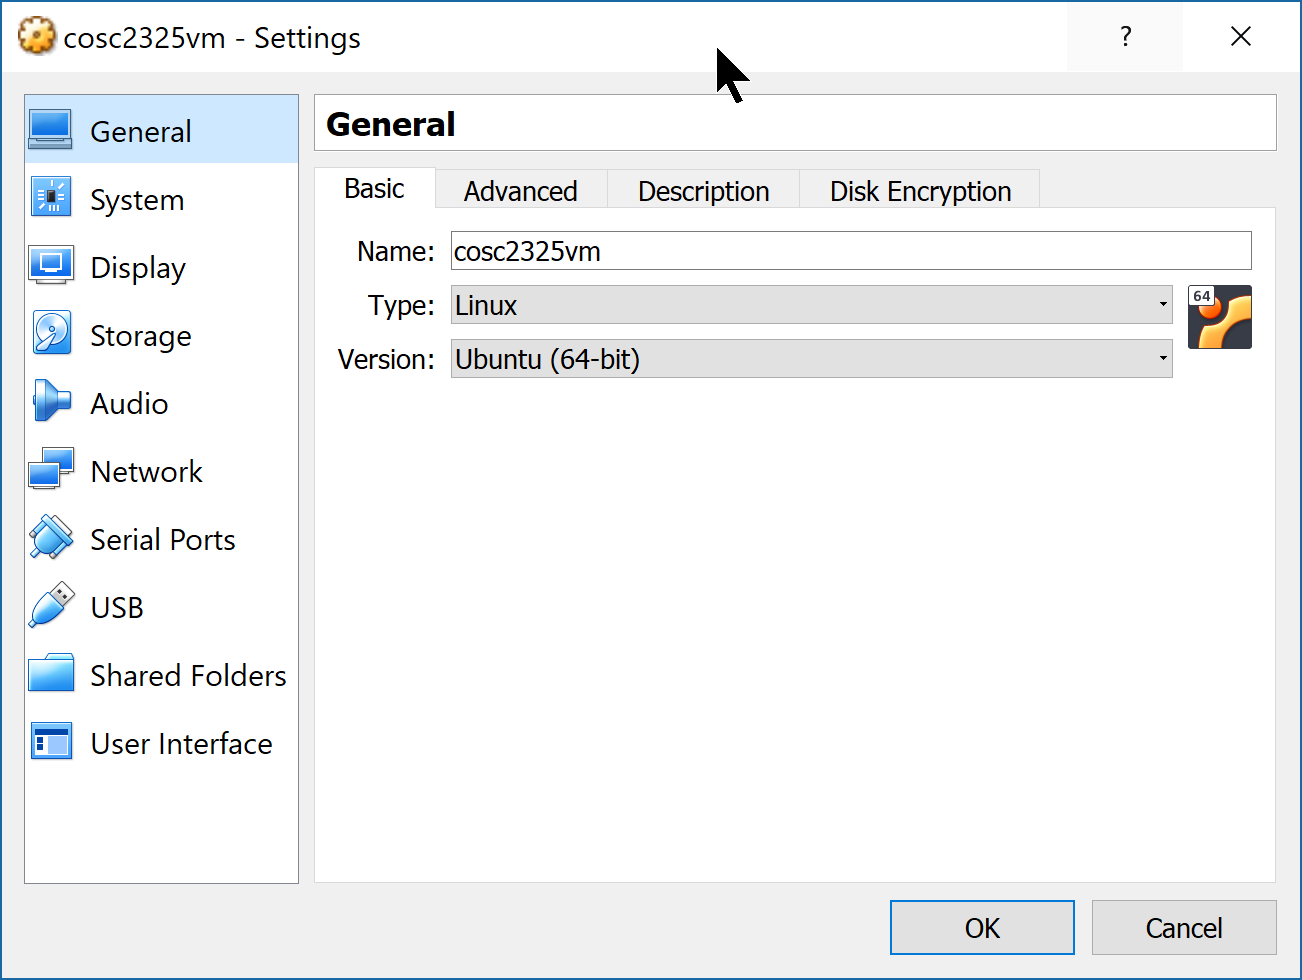 cosc2325vm - Settings
?
General
System
Display
Storage
Audio
Network
Serial Ports
USB
Shared Folders
User Interface
General
Basic Advanced Description Disk Encryption
Name: cosc2325vm
Type: Linux
64
Version: Ubuntu (64-bit)
OK Cancel